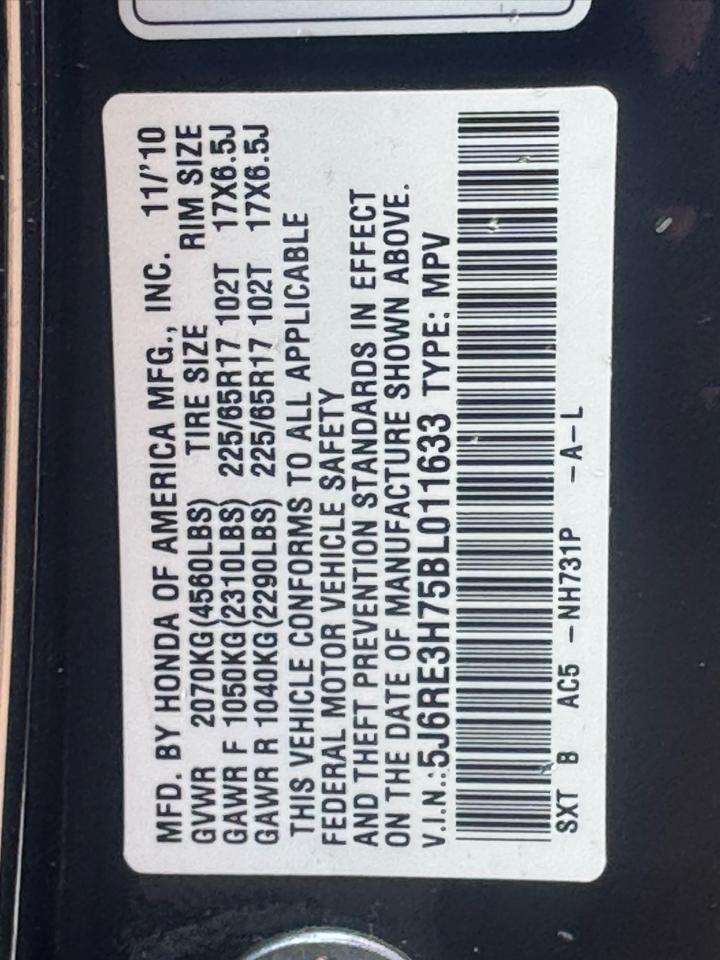 MFD. BY HONDA OF AMERICA MFG., INC. 11/'10
GVWR 2070KG(4560LBS) TIRE SIZE RIM SIZE
GAWR F 1050KG(2310LBS) 225/65R17 102T 17X6.5J
GAWR R 1040KG(2290LBS) 225/65R17 102T 17X6.5J
THIS VEHICLE CONFORMS TO ALL APPLICABLE
FEDERAL MOTOR VEHICLE SAFETY
AND THEFT PREVENTION STANDARDS IN EFFECT
ON THE DATE OF MANUFACTURE SHOWN ABOVE.
V.I.N.:5J6RE3H75BL011633 TYPE: MPV
SXT B AC5 -NH731P -A-L